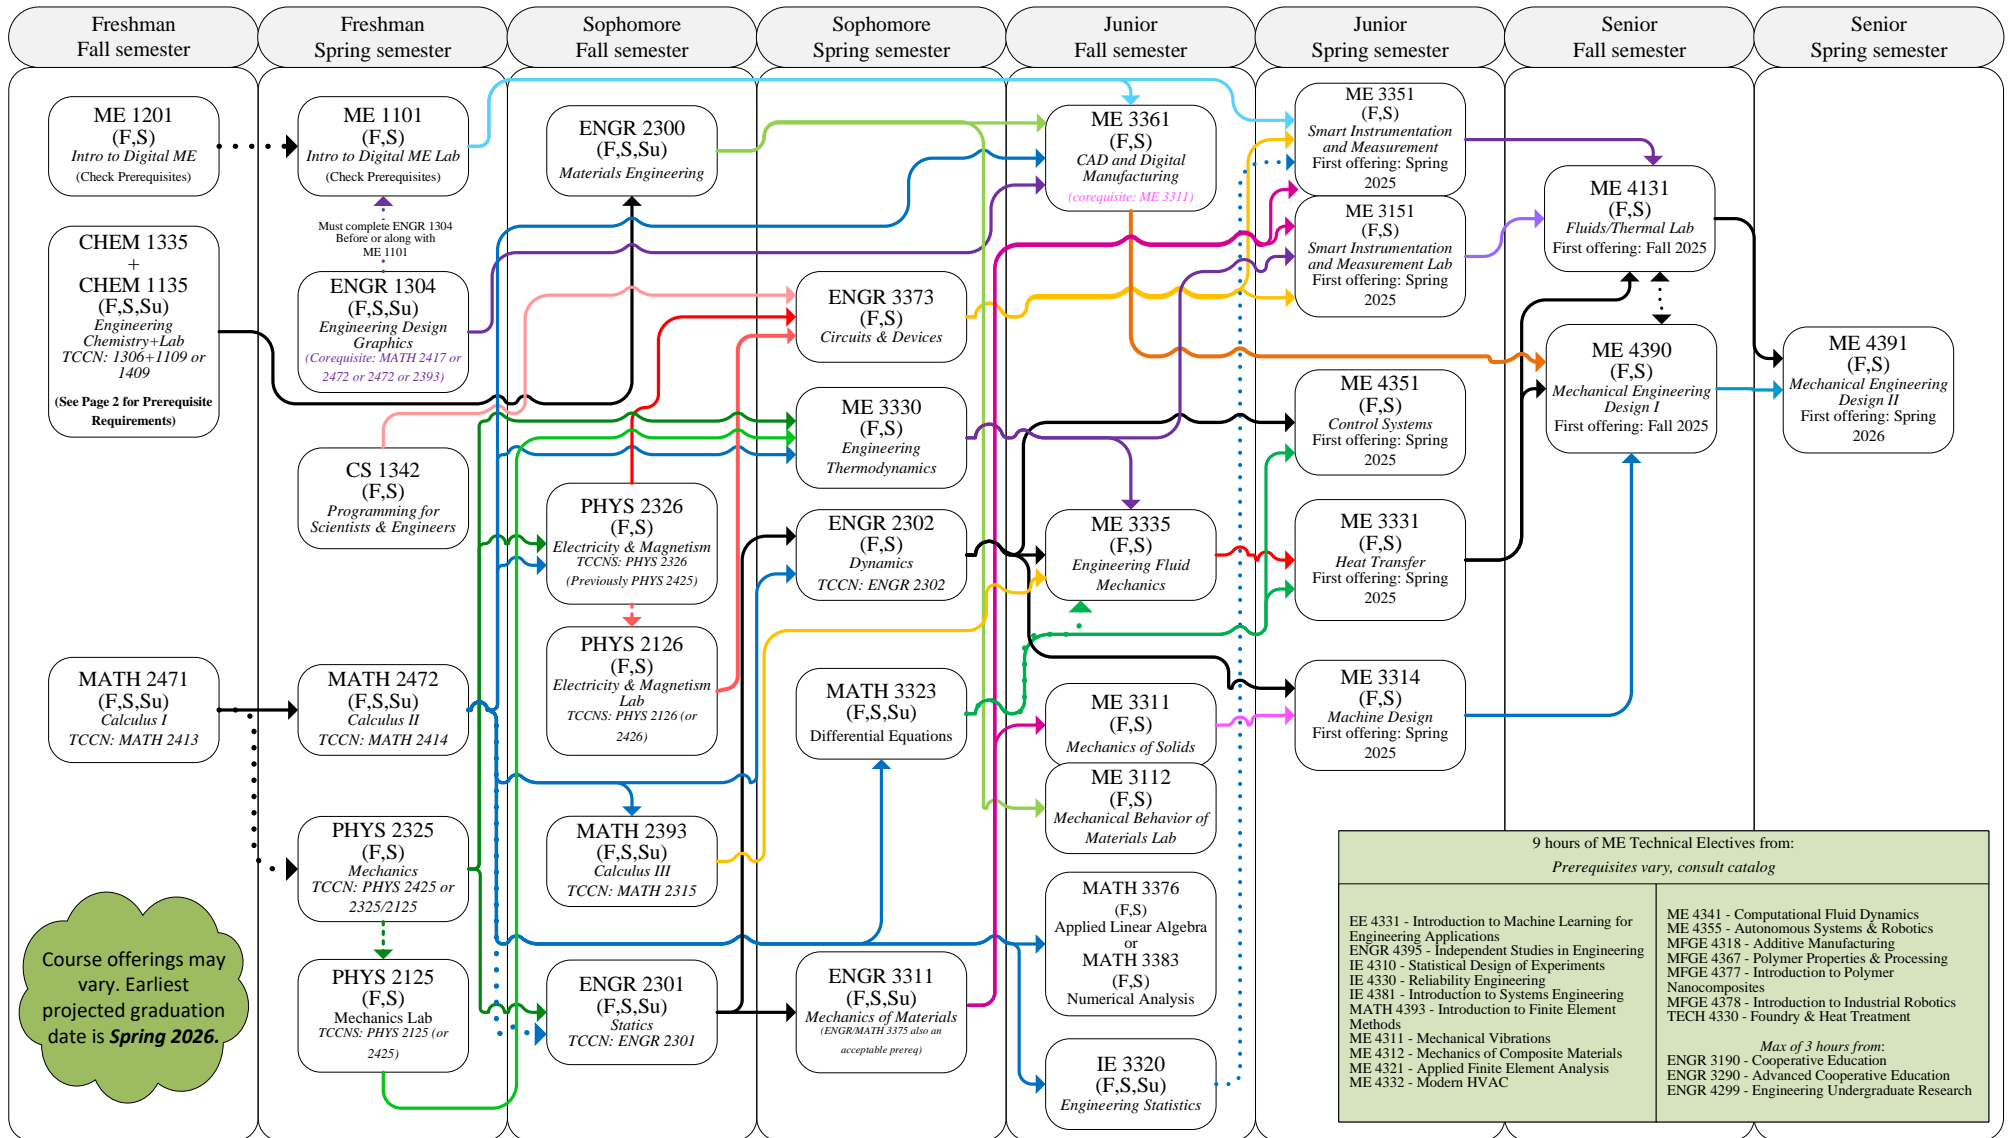 Freshman
Fall semester
Freshman
Spring semester
Sophomore
Fall semester
Sophomore
Spring semester
Junior
Fall semester
Junior
Spring semester
Senior
Fall semester
Senior
Spring semester
ME 1201
(F,S)
Intro to Digital ME
(Check Prerequisites)
CHEM 1335
+
CHEM 1135
(F,S,Su)
Engineering
Chemistry+Lab
TCCN: 1306+1109 or
1409
(See Page 2 for Prerequisite
Requirements)
MATH 2471
(F,S,Su)
Calculus I
TCCN: MATH 2413
Course offerings may
vary. Earliest
projected graduation
date is Spring 2026.
ME 1101
(F,S)
Intro to Digital ME Lab
(Check Prerequisites)
Must complete ENGR 1304
Before or along with
ME 1101
ENGR 1304
(F,S,Su)
Engineering Design
Graphics
(Corequisite: MATH 2417 or
2472 or 2472 or 2393)
CS 1342
(F,S)
Programming for
Scientists & Engineers
MATH 2472
(F,S,Su)
Calculus II
TCCN: MATH 2414
PHYS 2325
(F,S)
Mechanics
TCCN: PHYS 2425 or
2325/2125
PHYS 2125
(F,S)
Mechanics Lab
TCCNS: PHYS 2125 (or
2425)
ENGR 2300
(F,S,Su)
Materials Engineering
PHYS 2326
(F,S)
Electricity & Magnetism
TCCNS: PHYS 2326
(Previously PHYS 2425)
PHYS 2126
(F,S)
Electricity & Magnetism
Lab
TCCNS: PHYS 2126 (or
2426)
MATH 2393
(F,S,Su)
Calculus III
TCCN: MATH 2315
ENGR 2301
(F,S,Su)
Statics
TCCN: ENGR 2301
ENGR 3373
(F,S)
Circuits & Devices
ME 3330
(F,S)
Engineering
Thermodynamics
ENGR 2302
(F,S)
Dynamics
TCCN: ENGR 2302
MATH 3323
(F,S,Su)
Differential Equations
ENGR 3311
(F,S,Su)
Mechanics of Materials
(ENGR/MATH 3375 also an
acceptable prereq)
ME 3361
(F,S)
CAD and Digital
Manufacturing
(corequisite: ME 3311)
ME 3335
(F,S)
Engineering Fluid
Mechanics
ME 3311
(F,S)
Mechanics of Solids
ME 3112
(F,S)
Mechanical Behavior of
Materials Lab
MATH 3376
(F,S)
Applied Linear Algebra
or
MATH 3383
(F,S)
Numerical Analysis
IE 3320
(F,S,Su)
Engineering Statistics
ME 3351
(F,S)
Smart Instrumentation
and Measurement
First offering: Spring
2025
ME 3151
(F,S)
Smart Instrumentation
and Measurement Lab
First offering: Spring
2025
ME 4351
(F,S)
Control Systems
First offering: Spring
2025
ME 3331
(F,S)
Heat Transfer
First offering: Spring
2025
ME 3314
(F,S)
Machine Design
First offering: Spring
2025
ME 4131
(F,S)
Fluids/Thermal Lab
First offering: Fall 2025
ME 4390
(F,S)
Mechanical Engineering
Design I
First offering: Fall 2025
ME 4391
(F,S)
Mechanical Engineering
Design II
First offering: Spring
2026
9 hours of ME Technical Electives from:
Prerequisites vary, consult catalog
EE 4331 - Introduction to Machine Learning for
Engineering Applications
ENGR 4395 - Independent Studies in Engineering
IE 4310 - Statistical Design of Experiments
IE 4330 - Reliability Engineering
IE 4381 - Introduction to Systems Engineering
MATH 4393 - Introduction to Finite Element
Methods
ME 4311 - Mechanical Vibrations
ME 4312 - Mechanics of Composite Materials
ME 4321 - Applied Finite Element Analysis
ME 4332 - Modern HVAC
ME 4341 - Computational Fluid Dynamics
ME 4355 - Autonomous Systems & Robotics
MFGE 4318 - Additive Manufacturing
MFGE 4367 - Polymer Properties & Processing
MFGE 4377 - Introduction to Polymer
Nanocomposites
MFGE 4378 - Introduction to Industrial Robotics
TECH 4330 - Foundry & Heat Treatment
Max of 3 hours from:
ENGR 3190 - Cooperative Education
ENGR 3290 - Advanced Cooperative Education
ENGR 4299 - Engineering Undergraduate Research